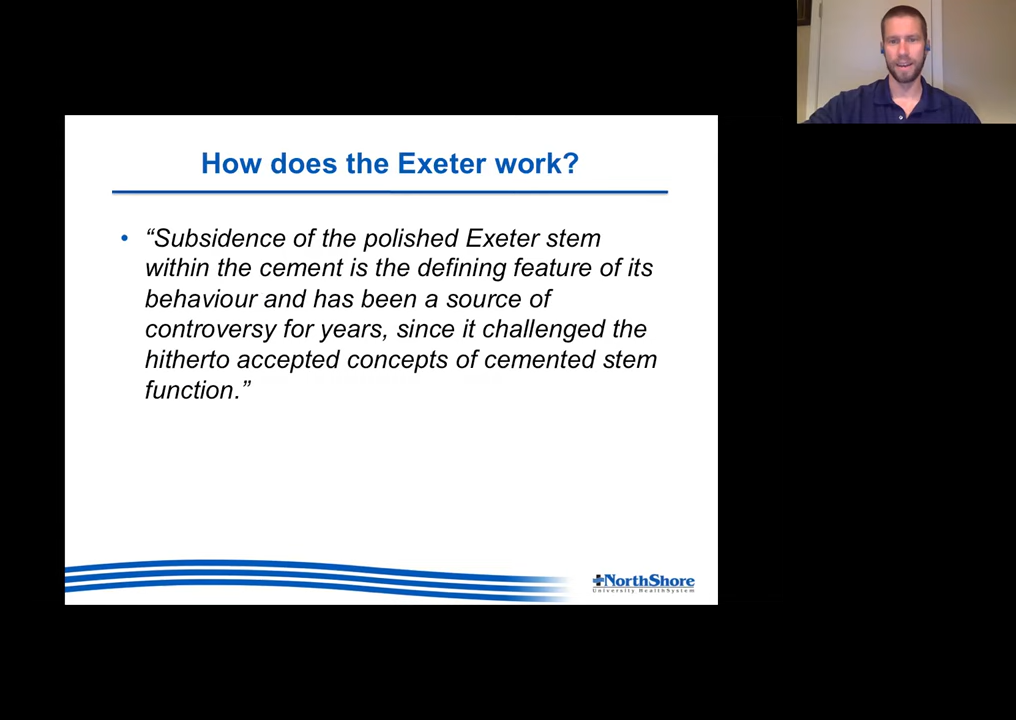 How does the Exeter work?
• “Subsidence of the polished Exeter stem
within the cement is the defining feature of its
behaviour and has been a source of
controversy for years, since it challenged the
hitherto accepted concepts of cemented stem
function.”
NorthShore
University HealthSystem